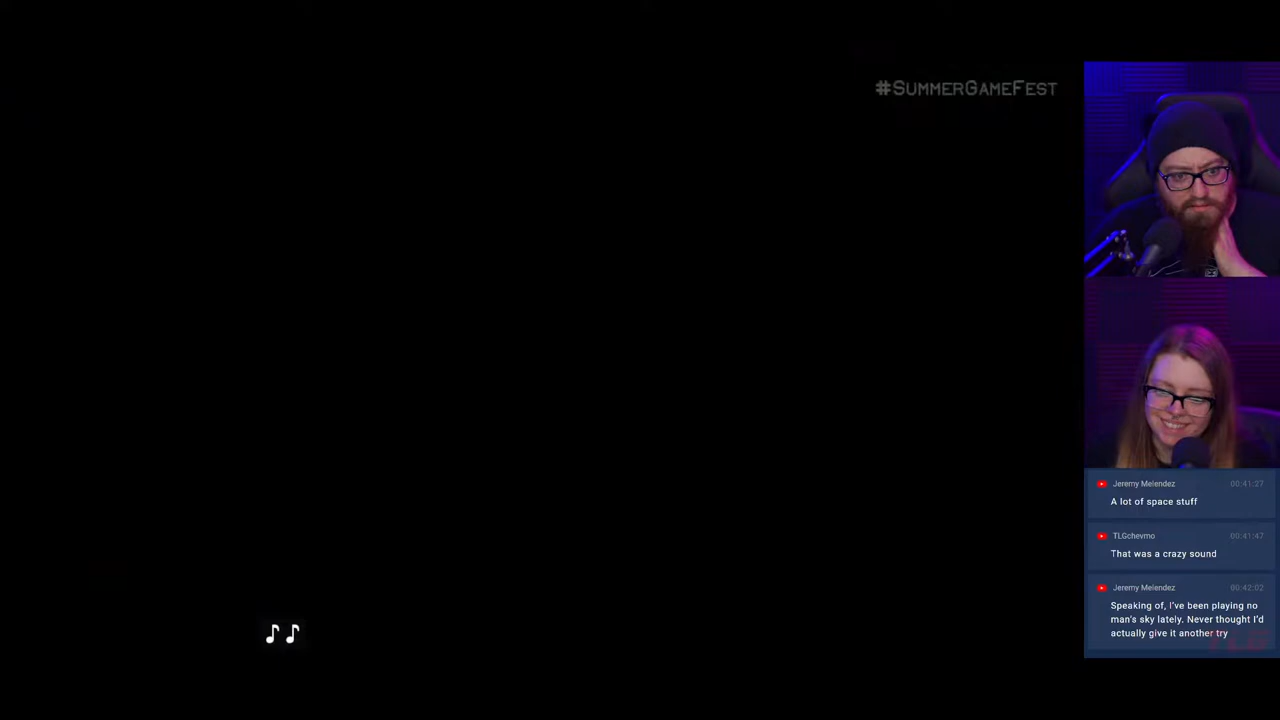 #SummerGameFest
♪♪
Jeremy Melendez 00:41:27
A lot of space stuff
TLGchevmo 00:41:47
That was a crazy sound
Jeremy Melendez 00:42:02
Speaking of, I've been playing no
man's sky lately. Never thought I'd
actually give it another try
TLG